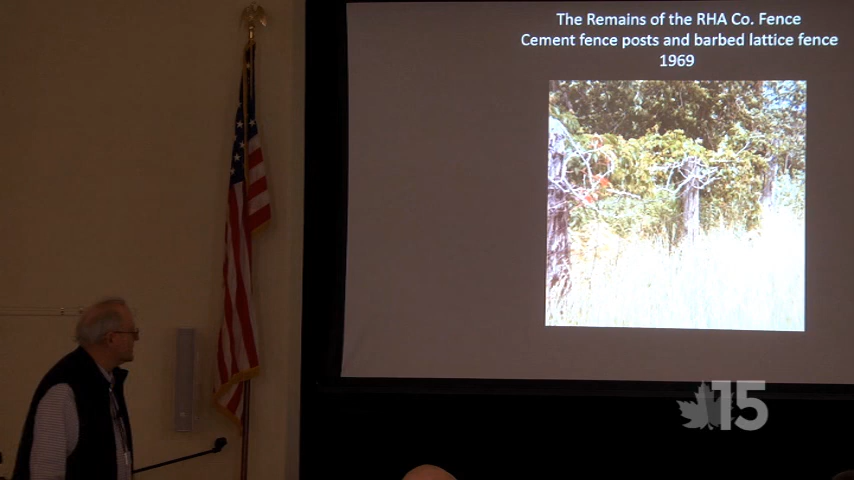 The Remains of the RHA Co. Fence
Cement fence posts and barbed lattice fence
1969
15